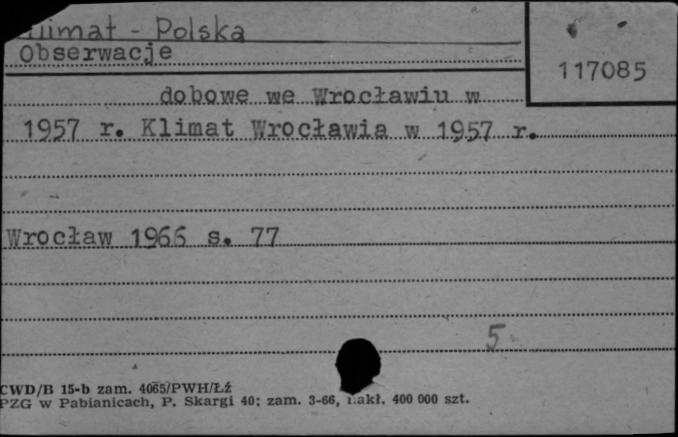 Klimat - Polska
Obserwacje
117085
dobowe we Wrocławiu w
1957 r. Klimat Wrocławia w 1957 r.
Wrocław 1966 s. 77
5
CWD/B 15-b zam. 4065/PWH/Łź
PZG w Pabianicach, P. Skargi 40; zam. 3-66, nakł. 400 000 szt.